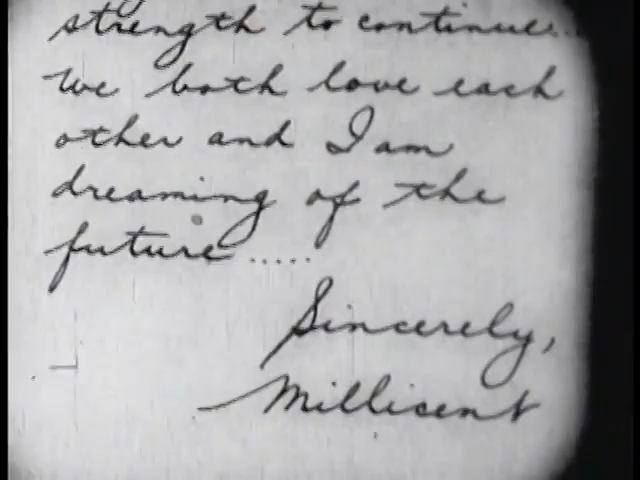 strength to continue...
We both love each
other and I am
dreaming of the
future.....
Sincerely,
Millicent